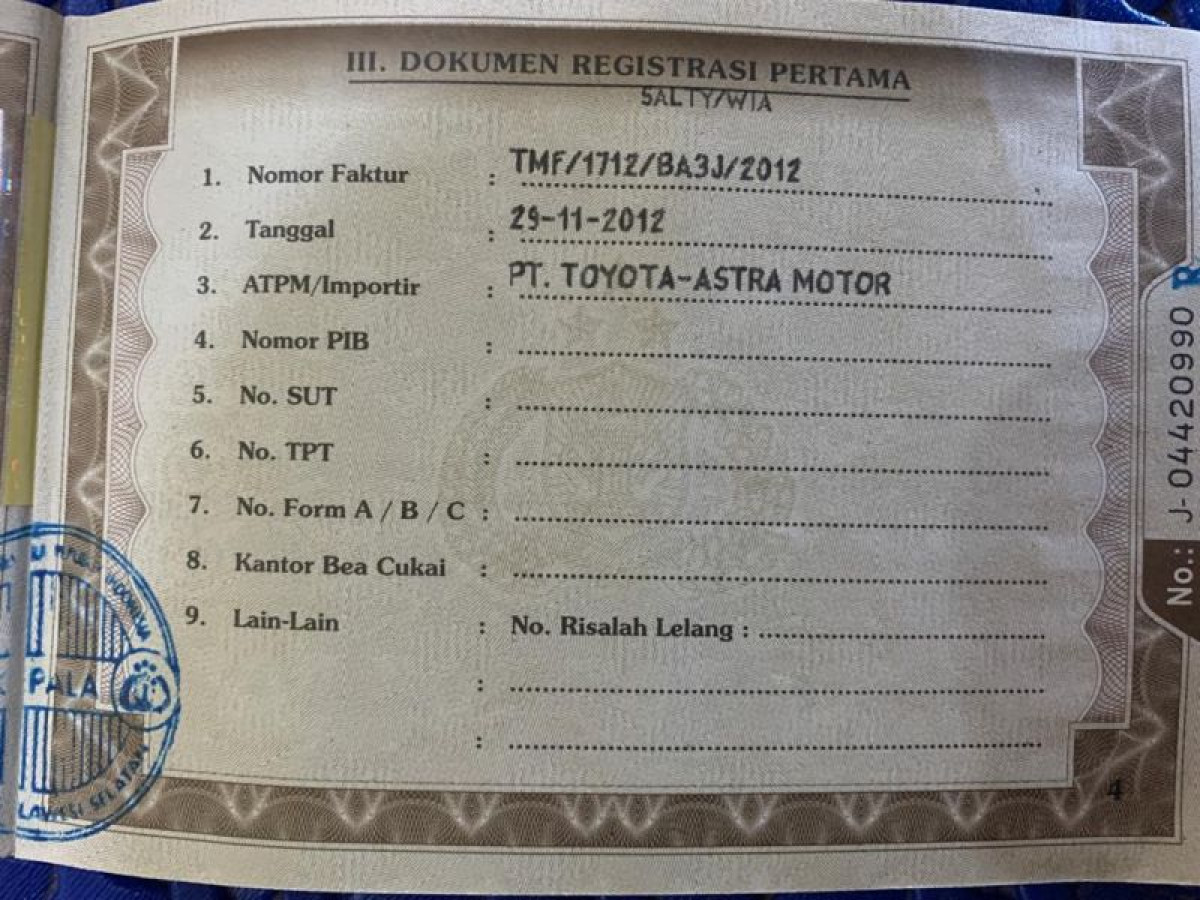 III. DOKUMEN REGISTRASI PERTAMA
SALTY/WIA
1. Nomor Faktur : TMF/1712/BA3J/2012
2. Tanggal : 29-11-2012
3. ATPM/Importir : PT. TOYOTA-ASTRA MOTOR
4. Nomor PIB :
5. No. SUT :
6. No. TPT :
7. No. Form A / B / C :
8. Kantor Bea Cukai :
9. Lain-Lain : No. Risalah Lelang :
:
:
4
No.: J- 04420990
PALA